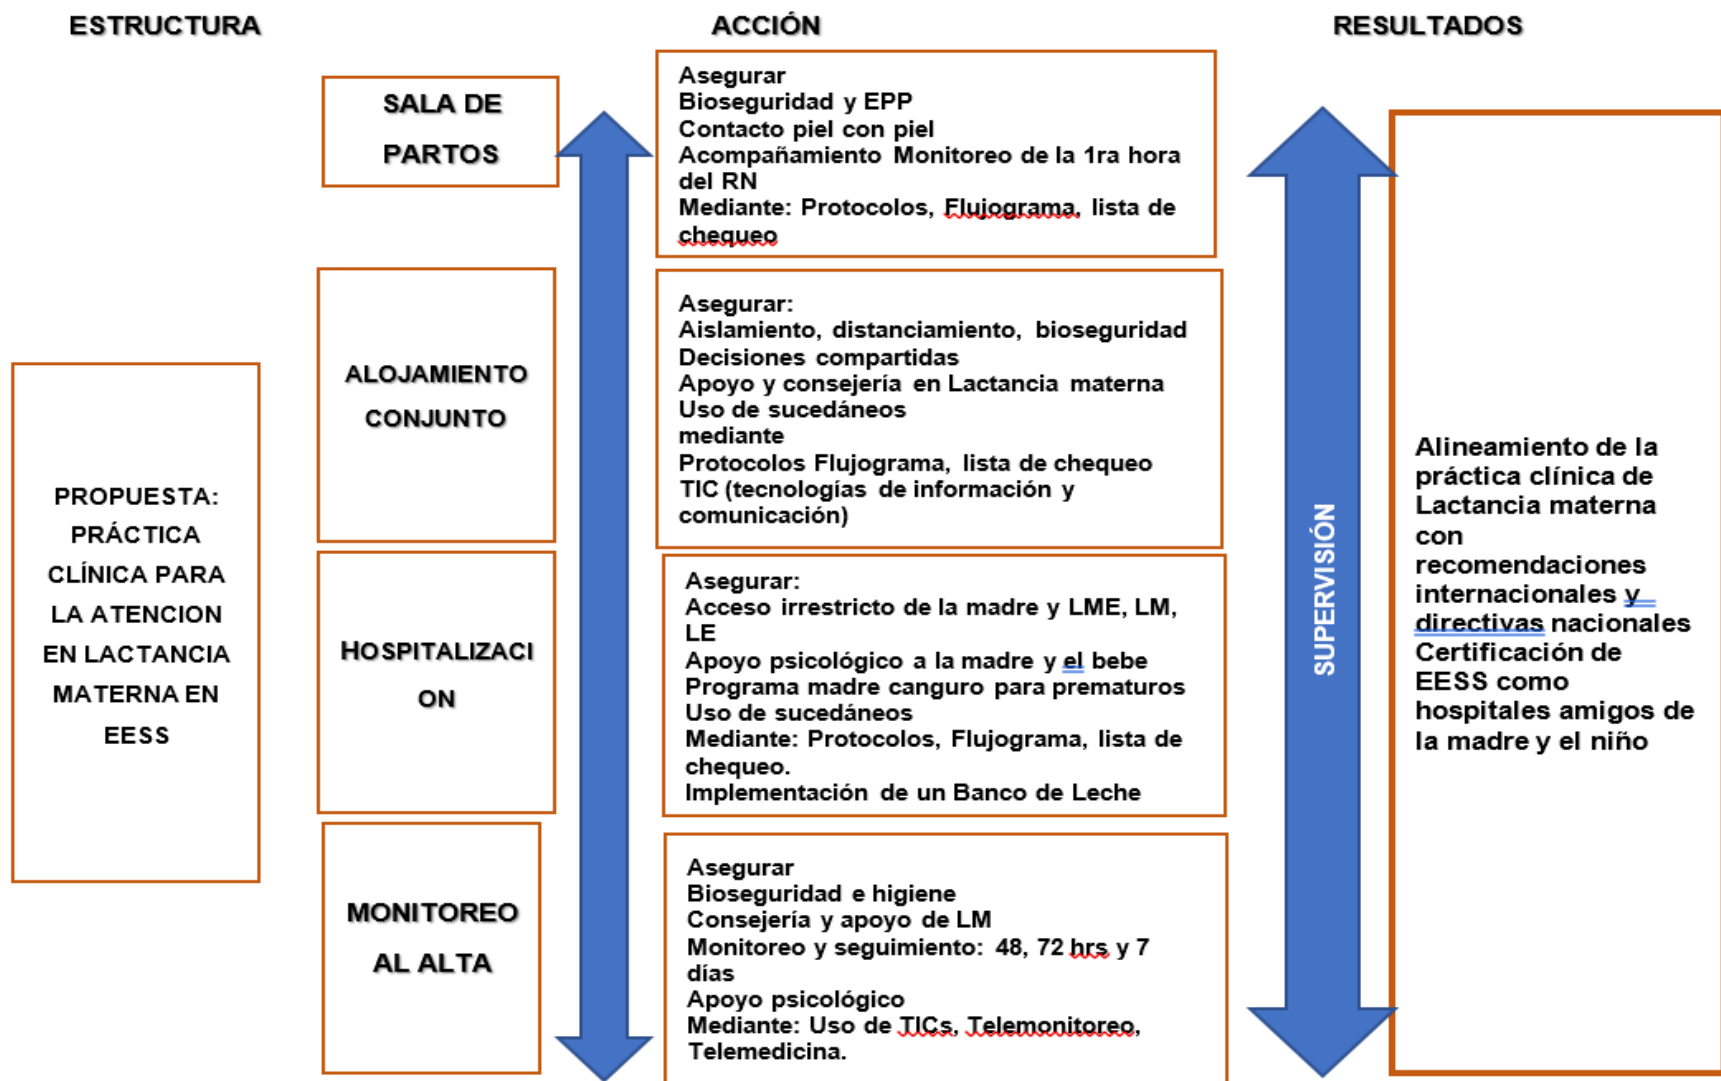 ESTRUCTURA
ACCIÓN
RESULTADOS
PROPUESTA:
PRÁCTICA
CLÍNICA PARA
LA ATENCION
EN LACTANCIA
MATERNA EN
EESS
SALA DE
PARTOS
Asegurar
Bioseguridad y EPP
Contacto piel con piel
Acompañamiento Monitoreo de la 1ra hora
del RN
Mediante: Protocolos, Flujograma, lista de
chequeo
ALOJAMIENTO
CONJUNTO
Asegurar:
Aislamiento, distanciamiento, bioseguridad
Decisiones compartidas
Apoyo y consejería en Lactancia materna
Uso de sucedáneos
mediante
Protocolos Flujograma, lista de chequeo
TIC (tecnologías de información y
comunicación)
HOSPITALIZACI
ON
Asegurar:
Acceso irrestricto de la madre y LME, LM,
LE
Apoyo psicológico a la madre y el bebe
Programa madre canguro para prematuros
Uso de sucedáneos
Mediante: Protocolos, Flujograma, lista de
chequeo.
Implementación de un Banco de Leche
MONITOREO
AL ALTA
Asegurar
Bioseguridad e higiene
Consejería y apoyo de LM
Monitoreo y seguimiento: 48, 72 hrs y 7
días
Apoyo psicológico
Mediante: Uso de TICs, Telemonitoreo,
Telemedicina.
SUPERVISIÓN
Alineamiento de la
práctica clínica de
Lactancia materna
con
recomendaciones
internacionales y
directivas nacionales
Certificación de
EESS como
hospitales amigos de
la madre y el niño